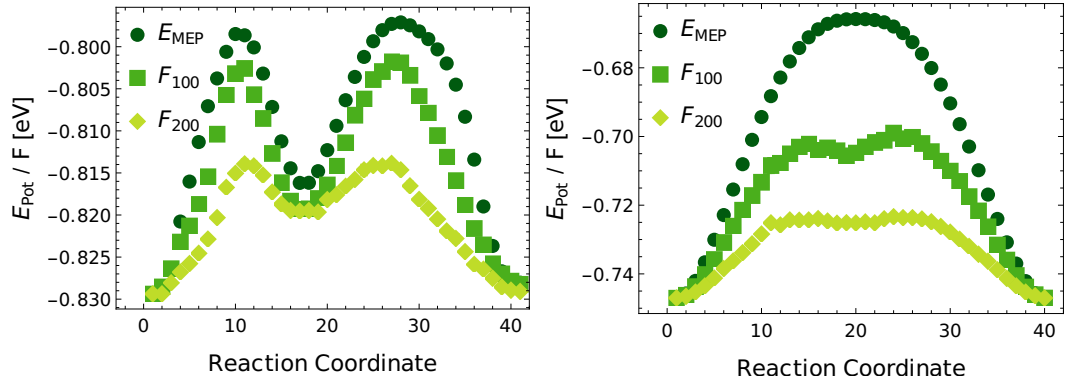 E_MEP
F_100
F_200
E_Pot / F [eV]
−0.800
−0.805
−0.810
−0.815
−0.820
−0.825
−0.830
0
10
20
30
40
Reaction Coordinate
E_MEP
F_100
F_200
E_Pot / F [eV]
−0.68
−0.70
−0.72
−0.74
0
10
20
30
40
Reaction Coordinate